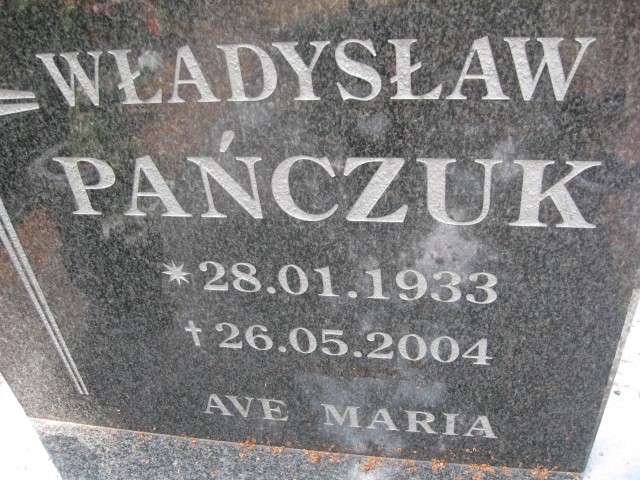 WŁADYSŁAW
PAŃCZUK
* 28.01.1933
† 26.05.2004
AVE MARIA